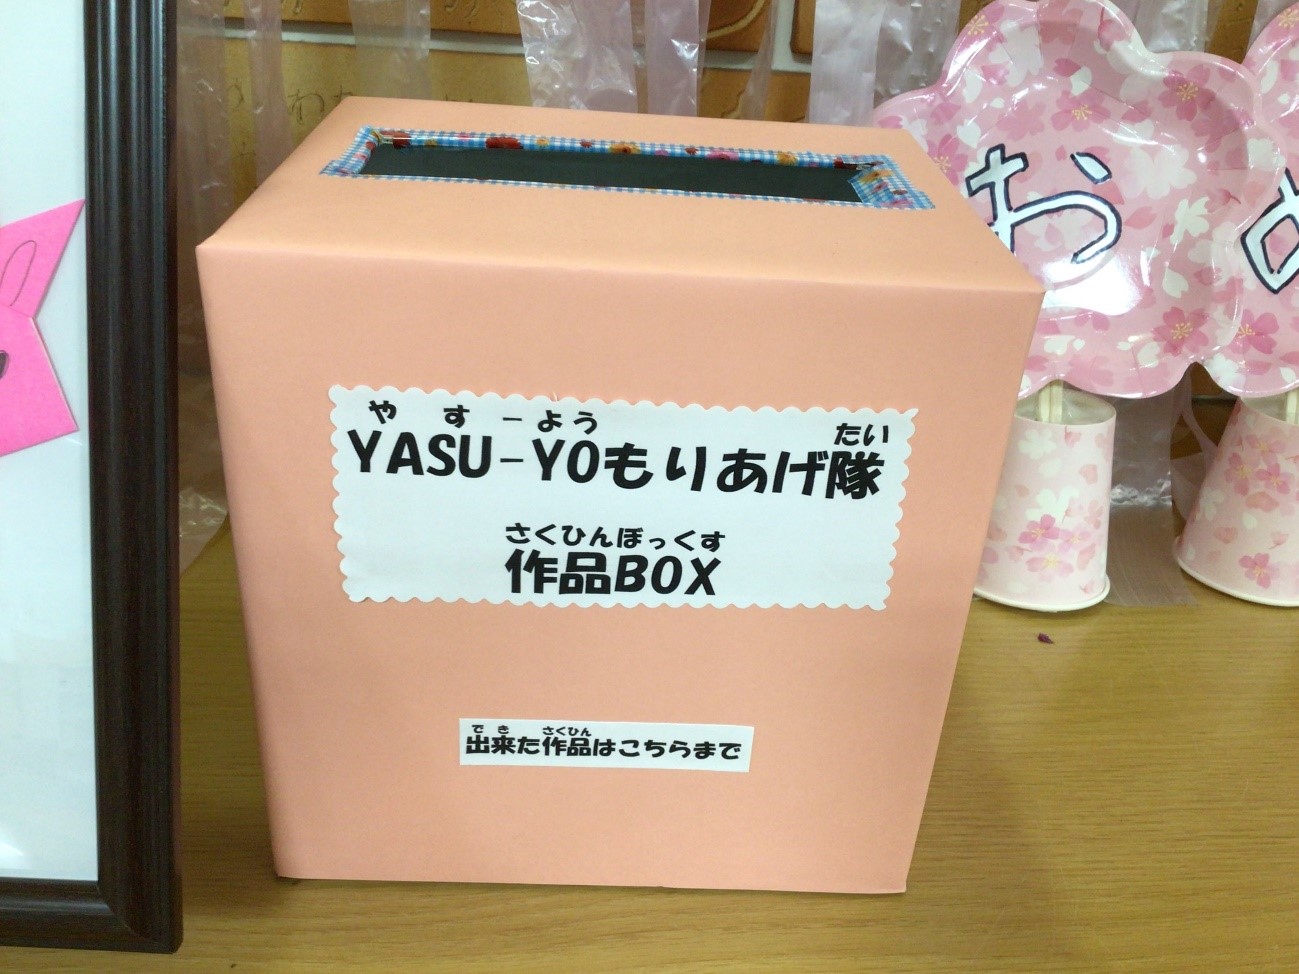 お
や す－よう たい
YASU-YOもりあげ隊
さくひんぼっくす
作品BOX
でき さくひん
出来た作品はこちらまで